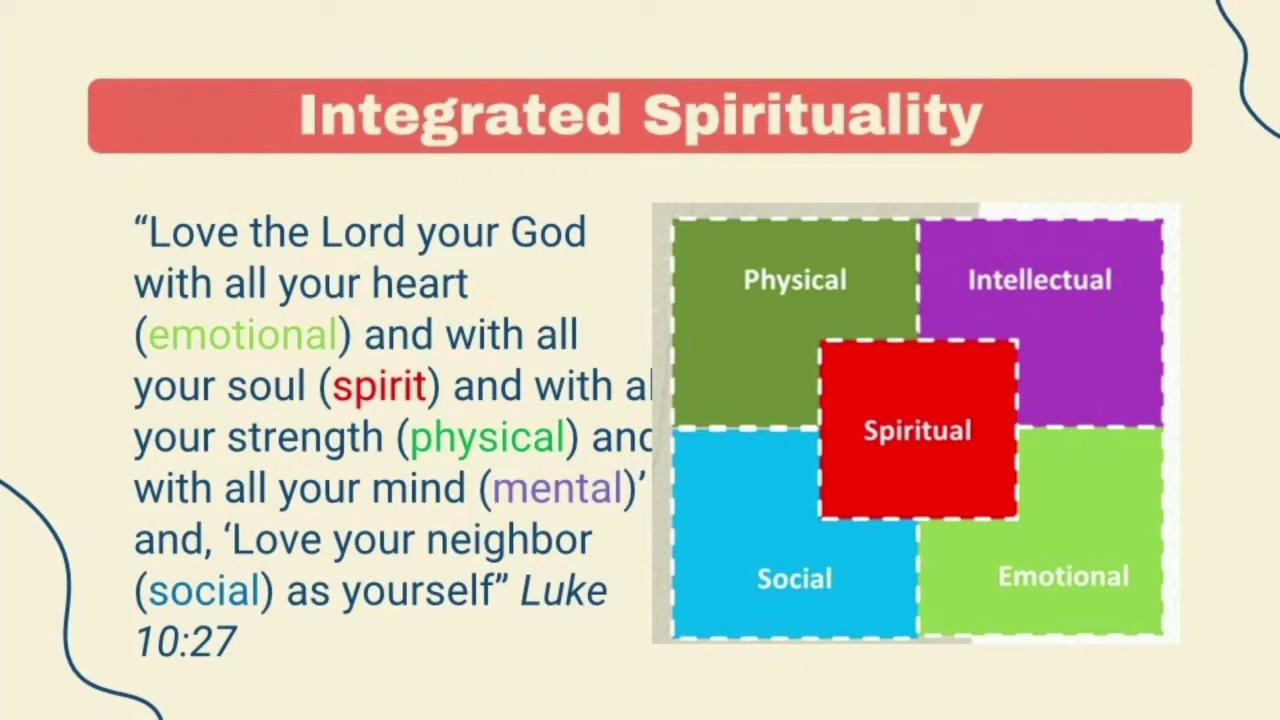 Integrated Spirituality
“Love the Lord your God
with all your heart
(emotional) and with all
your soul (spirit) and with al
your strength (physical) and
with all your mind (mental)’
and, ‘Love your neighbor
(social) as yourself” Luke
10:27
Physical
Intellectual
Spiritual
Social
Emotional